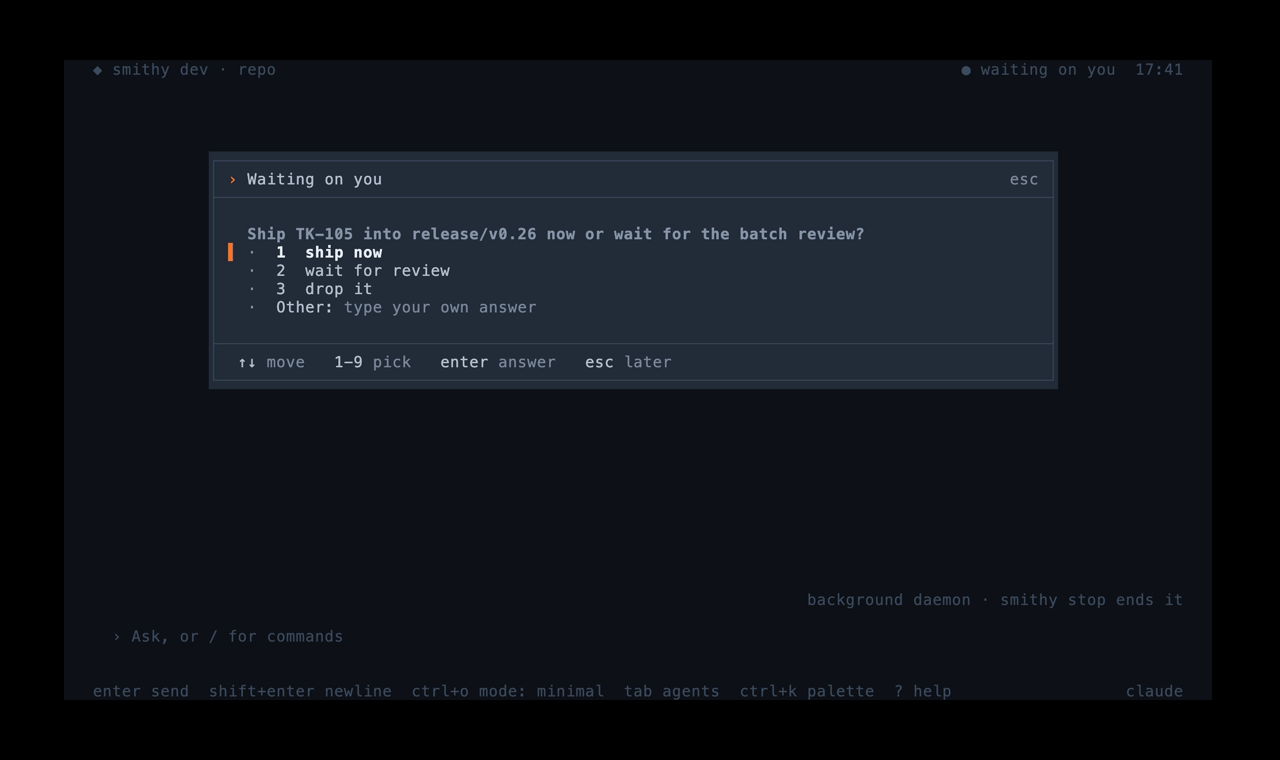 ◆ smithy dev · repo
● waiting on you 17:41
› Waiting on you
esc
Ship TK-105 into release/v0.26 now or wait for the batch review?
· 1 ship now
· 2 wait for review
· 3 drop it
· Other: type your own answer
↑↓ move 1-9 pick enter answer esc later
background daemon · smithy stop ends it
› Ask, or / for commands
enter send shift+enter newline ctrl+o mode: minimal tab agents ctrl+k palette ? help
claude